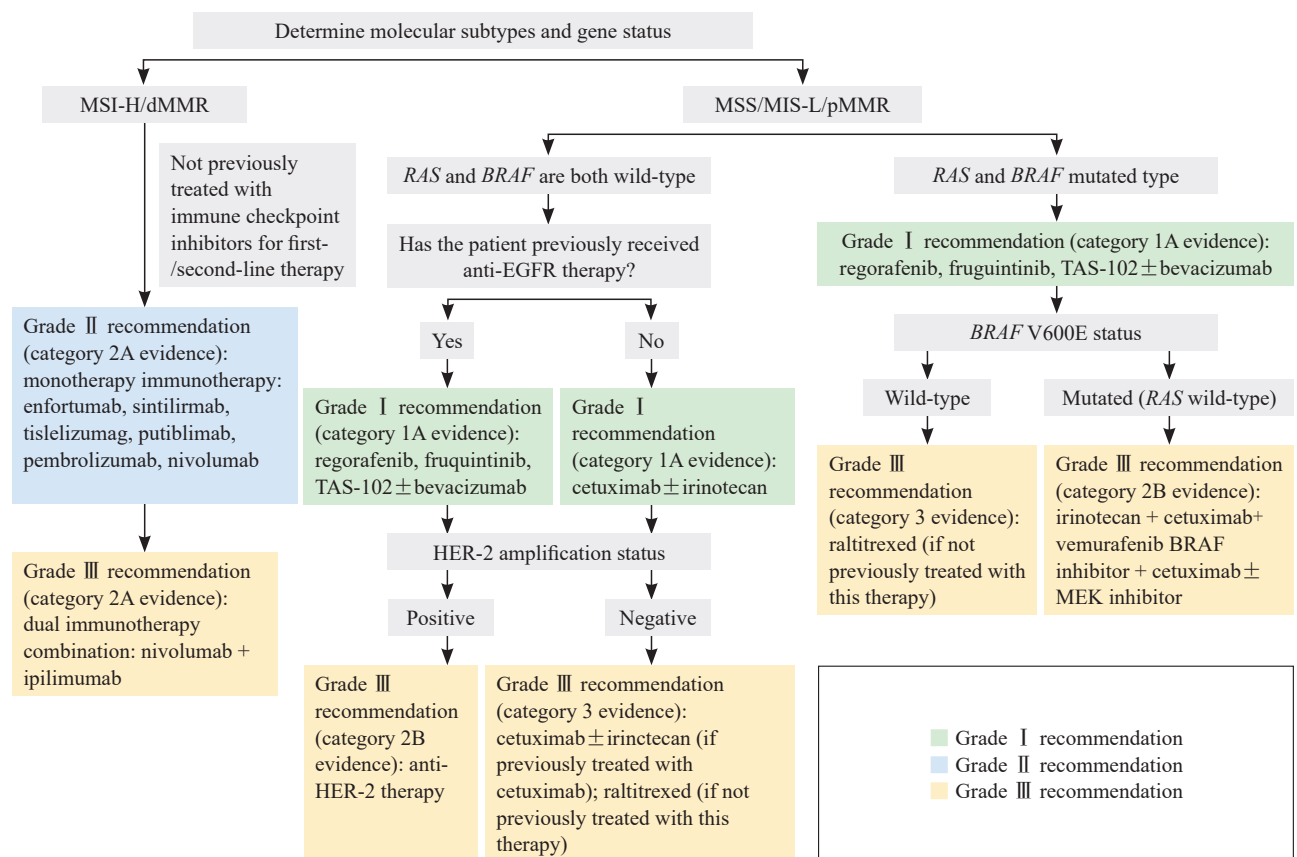 Determine molecular subtypes and gene status
MSI-H/dMMR
MSS/MIS-L/pMMR
Not previously
treated with
immune checkpoint
inhibitors for first-
/second-line therapy
RAS and BRAF are both wild-type
RAS and BRAF mutated type
Has the patient previously received
anti-EGFR therapy?
Grade Ⅰ recommendation (category 1A evidence):
regorafenib, fruguintinib, TAS-102±bevacizumab
Grade Ⅱ recommendation
(category 2A evidence):
monotherapy immunotherapy:
enfortumab, sintilirmab,
tislelizumag, putiblimab,
pembrolizumab, nivolumab
Yes
No
BRAF V600E status
Wild-type
Mutated (RAS wild-type)
Grade Ⅰ recommendation
(category 1A evidence):
regorafenib, fruquintinib,
TAS-102±bevacizumab
Grade Ⅰ
recommendation
(category 1A evidence):
cetuximab±irinotecan
Grade Ⅲ
recommendation
(category 3 evidence):
raltitrexed (if not
previously treated with
this therapy)
Grade Ⅲ recommendation
(category 2B evidence):
irinotecan + cetuximab+
vemurafenib BRAF
inhibitor + cetuximab±
MEK inhibitor
HER-2 amplification status
Grade Ⅲ recommendation
(category 2A evidence):
dual immunotherapy
combination: nivolumab +
ipilimumab
Positive
Negative
Grade Ⅲ
recommendation
(category 2B
evidence): anti-
HER-2 therapy
Grade Ⅲ recommendation
(category 3 evidence):
cetuximab±irinctecan (if
previously treated with
cetuximab); raltitrexed (if not
previously treated with this
therapy)
Grade Ⅰ recommendation
Grade Ⅱ recommendation
Grade Ⅲ recommendation